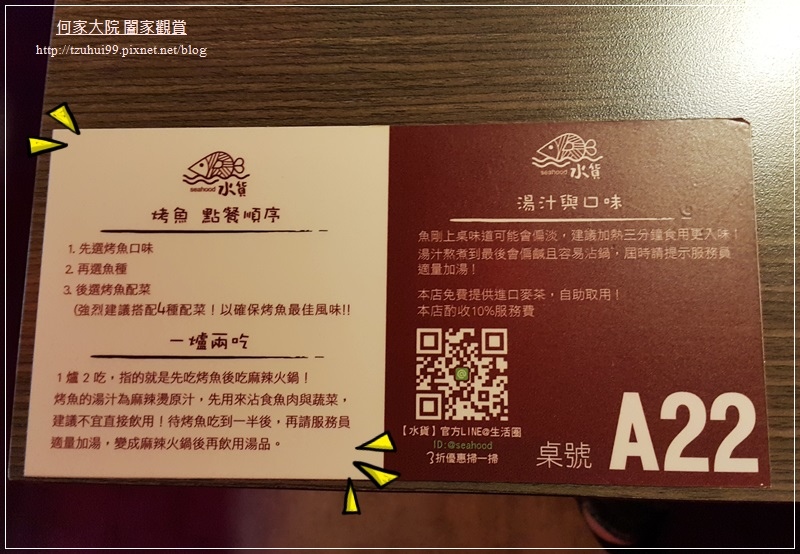 何家大院 闔家觀賞
http://tzuhui99.pixnet.net/blog
seahood 水貨
烤魚 點餐順序
1. 先選烤魚口味
2. 再選魚種
3. 後選烤魚配菜
(強烈建議搭配4種配菜！以確保烤魚最佳風味!!
一爐兩吃
1 爐 2 吃，指的就是先吃烤魚後吃麻辣火鍋！
烤魚的湯汁為麻辣燙原汁，先用來沾食魚肉與蔬菜，
建議不宜直接飲用！待烤魚吃到一半後，再請服務員
適量加湯，變成麻辣火鍋後再飲用湯品。
seahood 水貨
湯汁與口味
魚剛上桌味道可能會偏淡，建議加熱三分鐘食用更入味！
湯汁熬煮到最後會偏鹹且容易沾鍋，屆時請提示服務員
適量加湯！
本店免費提供進口麥茶，自助取用！
本店酌收10%服務費
【水貨】官方LINE@生活圈
ID:@seahood
3折優惠掃一掃
桌號 A22